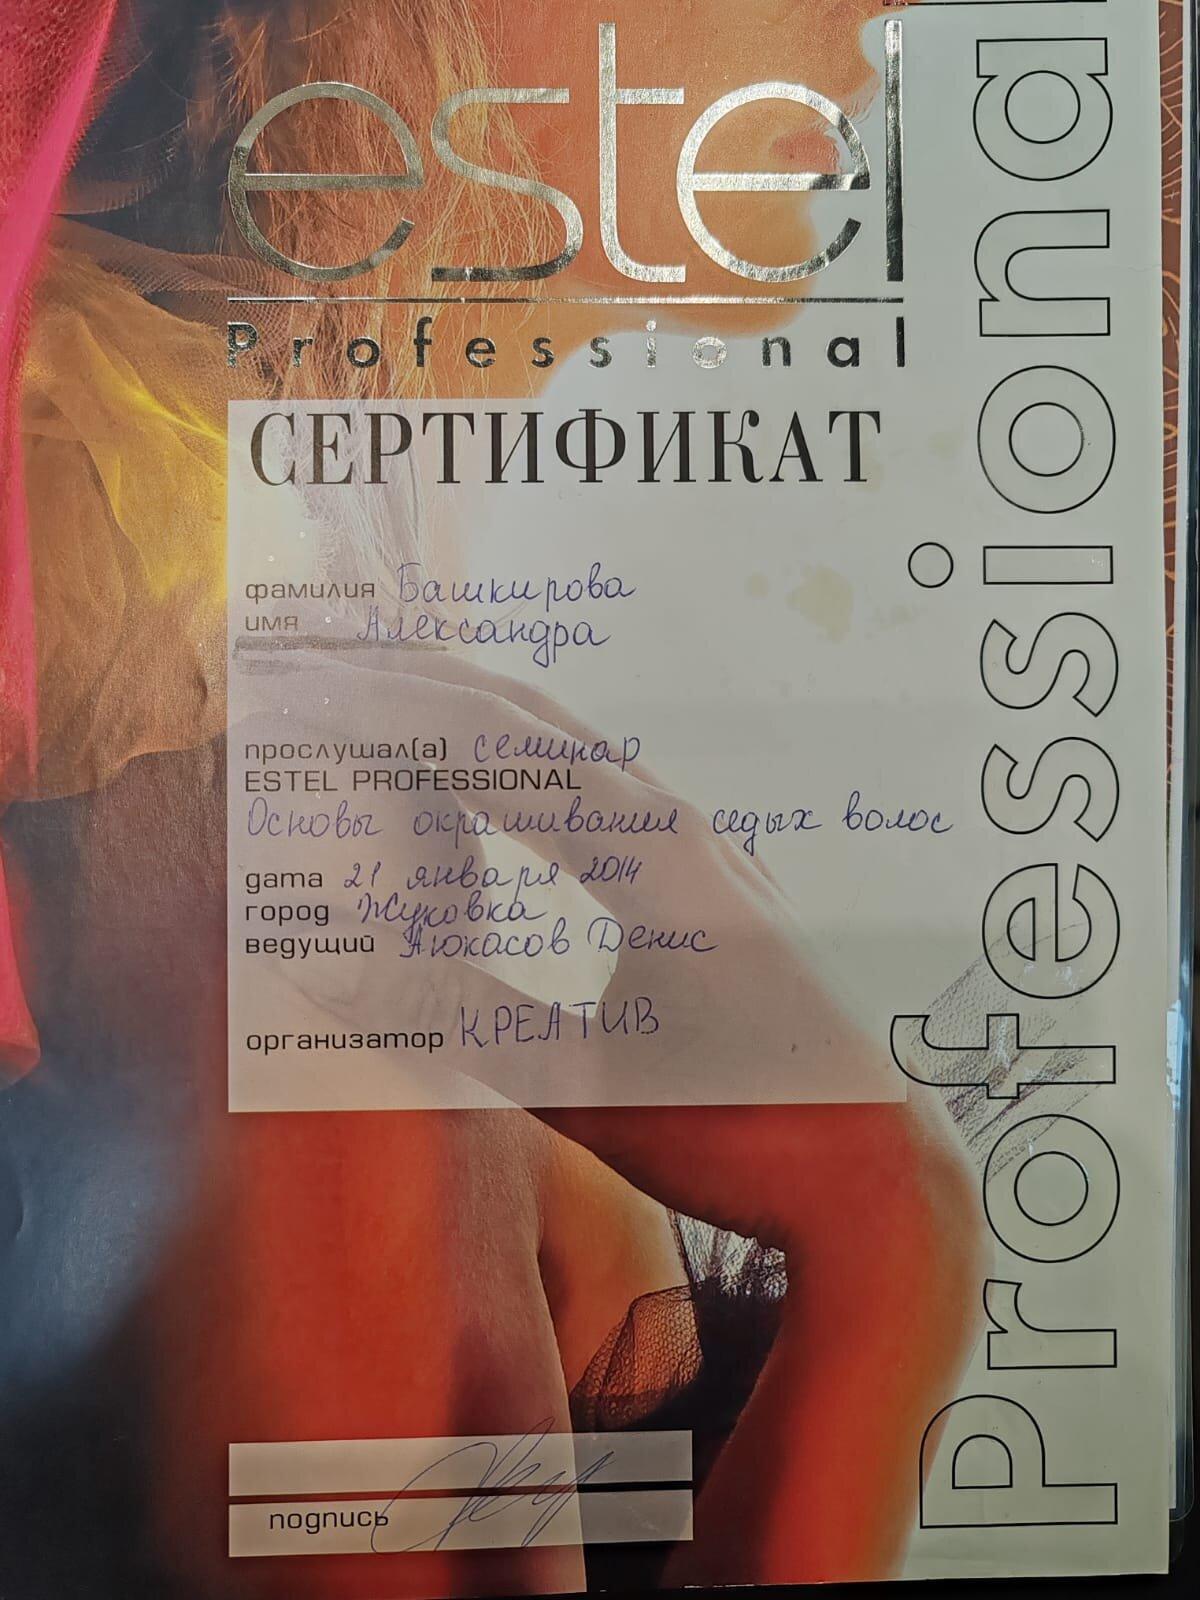 estel
Professional
СЕРТИФИКАТ
фамилия Башкирова
имя Александра
прослушал(а) семинар
ESTEL PROFESSIONAL
Основы окрашивания седых волос
дата 21 января 2014
город Жуковка
ведущий Аюкасов Денис
организатор КРЕАТИВ
подпись
Professional